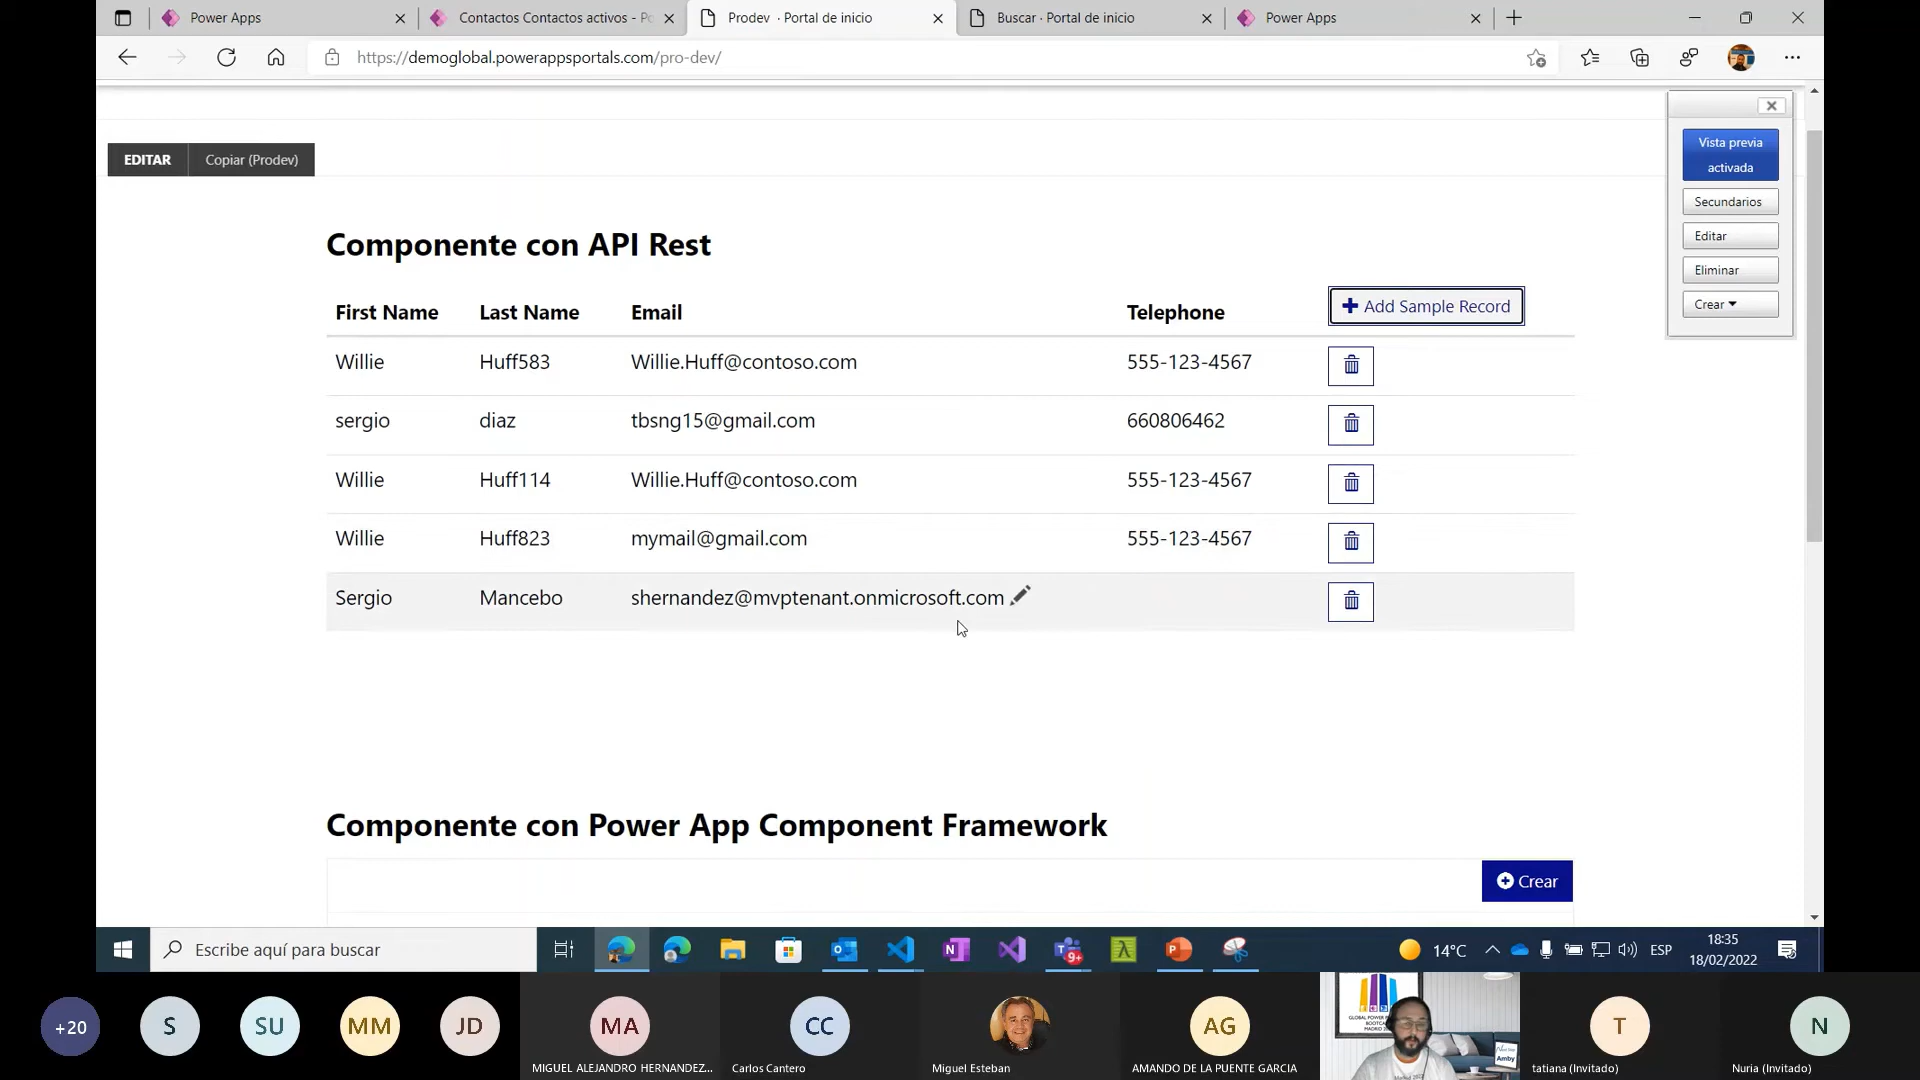 Power Apps
Contactos Contactos activos - Po
Prodev · Portal de inicio
Buscar · Portal de inicio
Power Apps
https://demoglobal.powerappsportals.com/pro-dev/
EDITAR
Copiar (Prodev)
Vista previa
activada
Secundarios
Editar
Eliminar
Crear
Componente con API Rest
First Name Last Name Email Telephone
Add Sample Record
Willie Huff583 Willie.Huff@contoso.com 555-123-4567
sergio diaz tbsng15@gmail.com 660806462
Willie Huff114 Willie.Huff@contoso.com 555-123-4567
Willie Huff823 mymail@gmail.com 555-123-4567
Sergio Mancebo shernandez@mvptenant.onmicrosoft.com
Componente con Power App Component Framework
Crear
Escribe aquí para buscar
9+
14°C
ESP
18:35
18/02/2022
+20
S
SU
MM
JD
MA
MIGUEL ALEJANDRO HERNANDEZ...
CC
Carlos Cantero
Miguel Esteban
AG
AMANDO DE LA PUENTE GARCIA
T
tatiana (Invitado)
N
Nuria (Invitado)